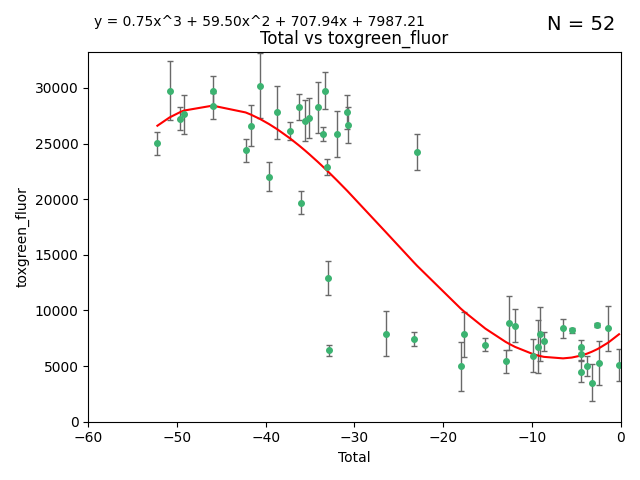 y = 0.75x^3 + 59.50x^2 + 707.94x + 7987.21
N = 52
Total vs toxgreen_fluor
toxgreen_fluor
30000
25000
20000
15000
10000
5000
0
−60
−50
−40
−30
−20
−10
0
Total